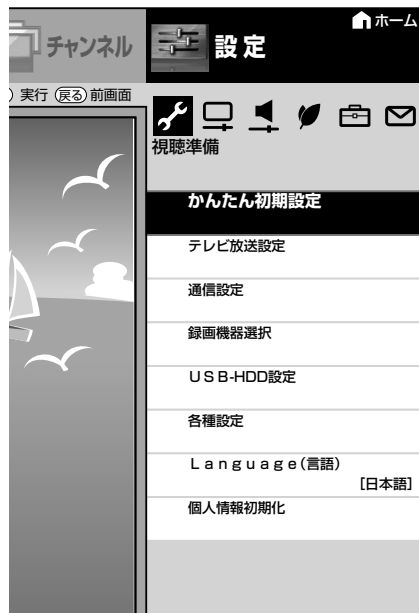 チャンネル
設定
ホーム
) 実行 戻る 前画面
視聴準備
かんたん初期設定
テレビ放送設定
通信設定
録画機器選択
ＵＳＢ-HDD設定
各種設定
Ｌａｎｇｕａｇｅ(言語)
[日本語]
個人情報初期化